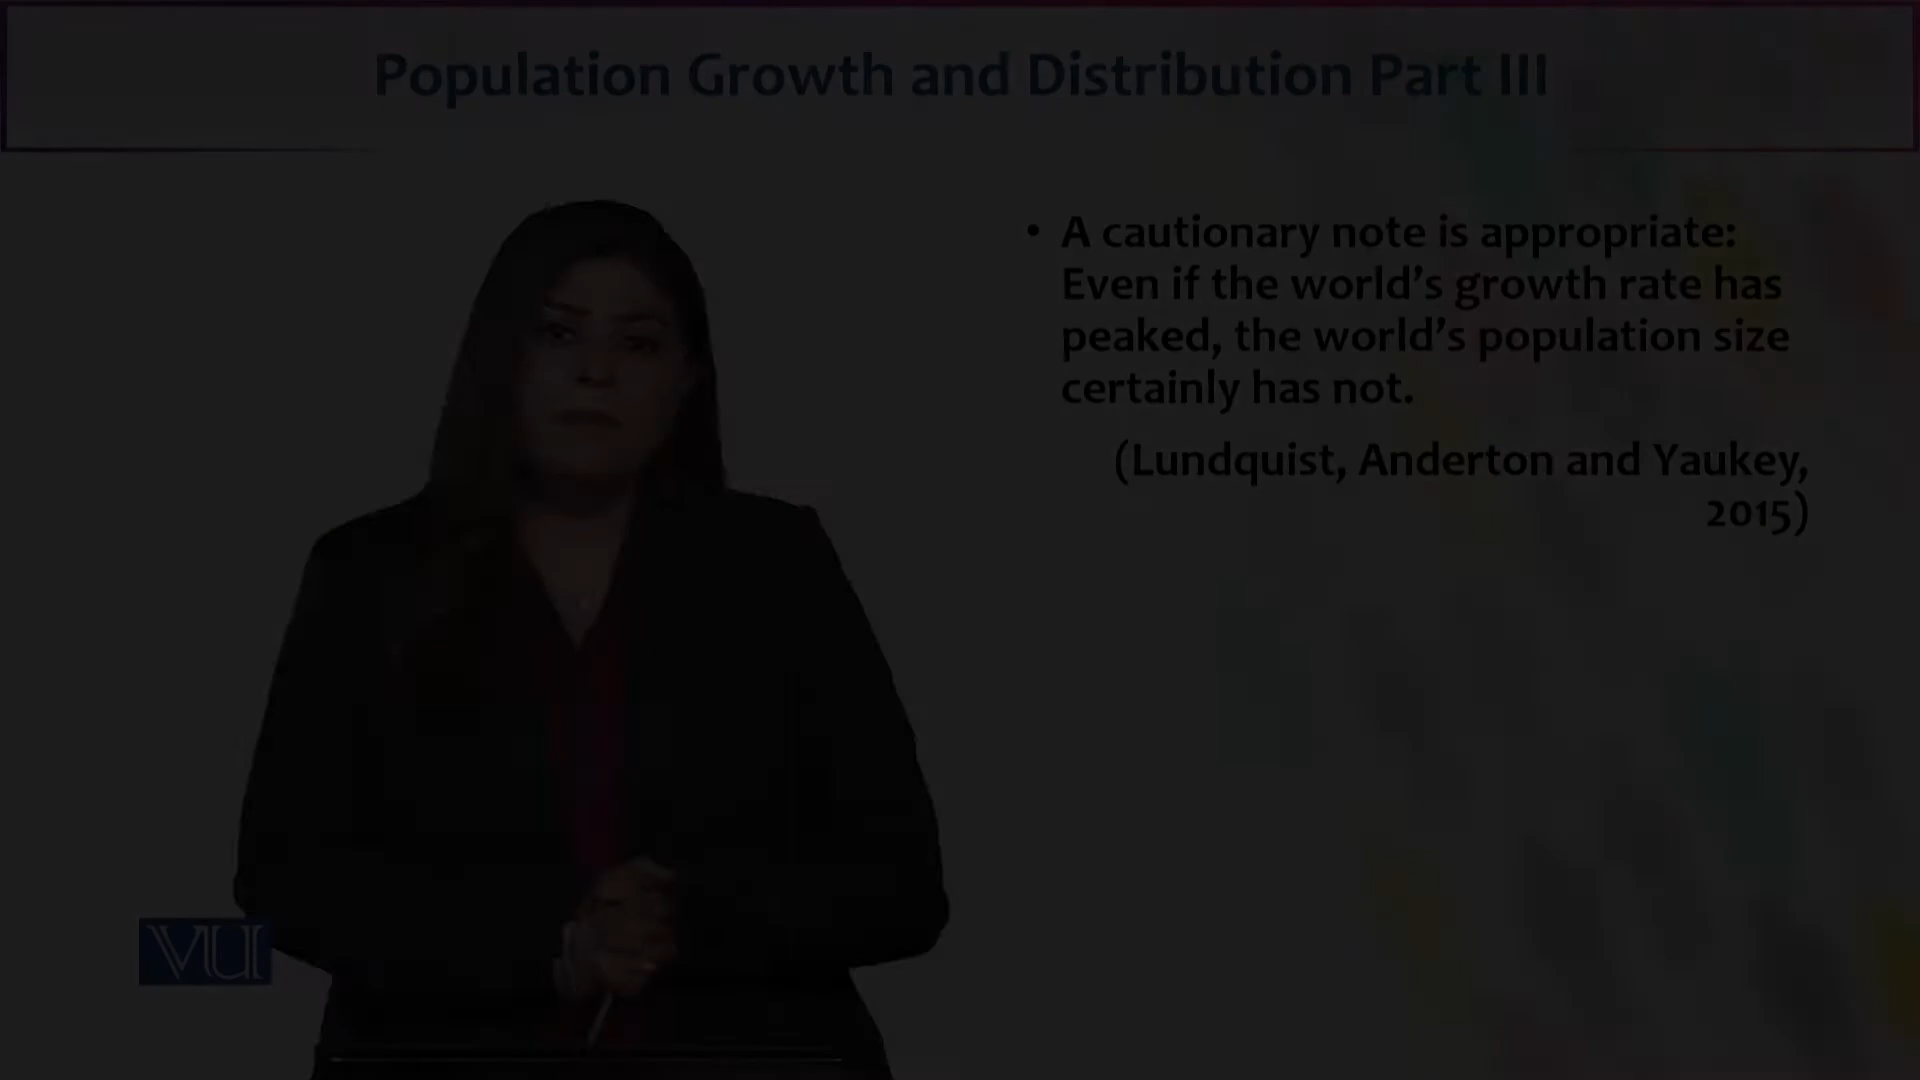 Population Growth and Distribution Part III
• A cautionary note is appropriate:
Even if the world’s growth rate has
peaked, the world’s population size
certainly has not.
(Lundquist, Anderton and Yaukey,
2015)
VU